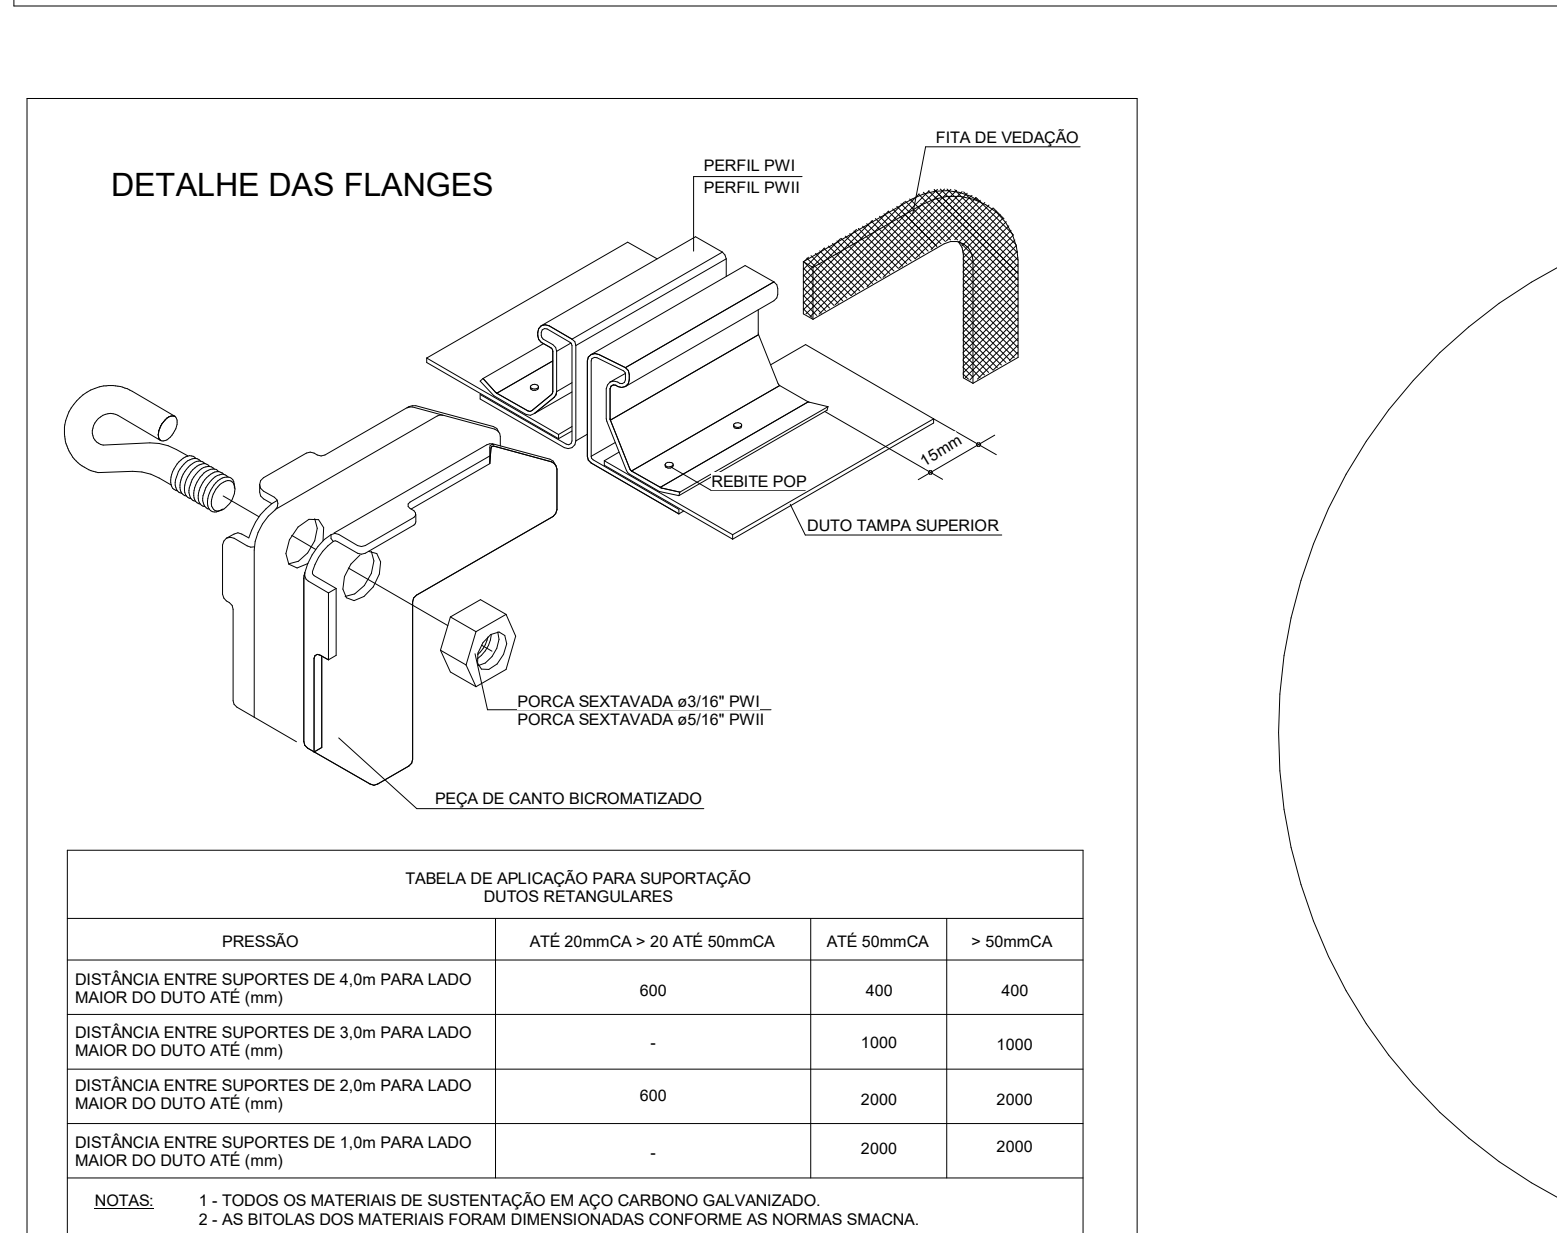 FITA DE VEDAÇÃO
PERFIL PWI
PERFIL PWII
DETALHE DAS FLANGES
15mm
REBITE POP
DUTO TAMPA SUPERIOR
PORCA SEXTAVADA ø3/16" PWI
PORCA SEXTAVADA ø5/16" PWII
PEÇA DE CANTO BICROMATIZADO
TABELA DE APLICAÇÃO PARA SUPORTAÇÃO
DUTOS RETANGULARES
PRESSÃO ATÉ 20mmCA > 20 ATÉ 50mmCA ATÉ 50mmCA > 50mmCA
DISTÂNCIA ENTRE SUPORTES DE 4,0m PARA LADO
MAIOR DO DUTO ATÉ (mm) 600 400 400
DISTÂNCIA ENTRE SUPORTES DE 3,0m PARA LADO
MAIOR DO DUTO ATÉ (mm) - 1000 1000
DISTÂNCIA ENTRE SUPORTES DE 2,0m PARA LADO
MAIOR DO DUTO ATÉ (mm) 600 2000 2000
DISTÂNCIA ENTRE SUPORTES DE 1,0m PARA LADO
MAIOR DO DUTO ATÉ (mm) - 2000 2000
NOTAS: 1 - TODOS OS MATERIAIS DE SUSTENTAÇÃO EM AÇO CARBONO GALVANIZADO.
2 - AS BITOLAS DOS MATERIAIS FORAM DIMENSIONADAS CONFORME AS NORMAS SMACNA.